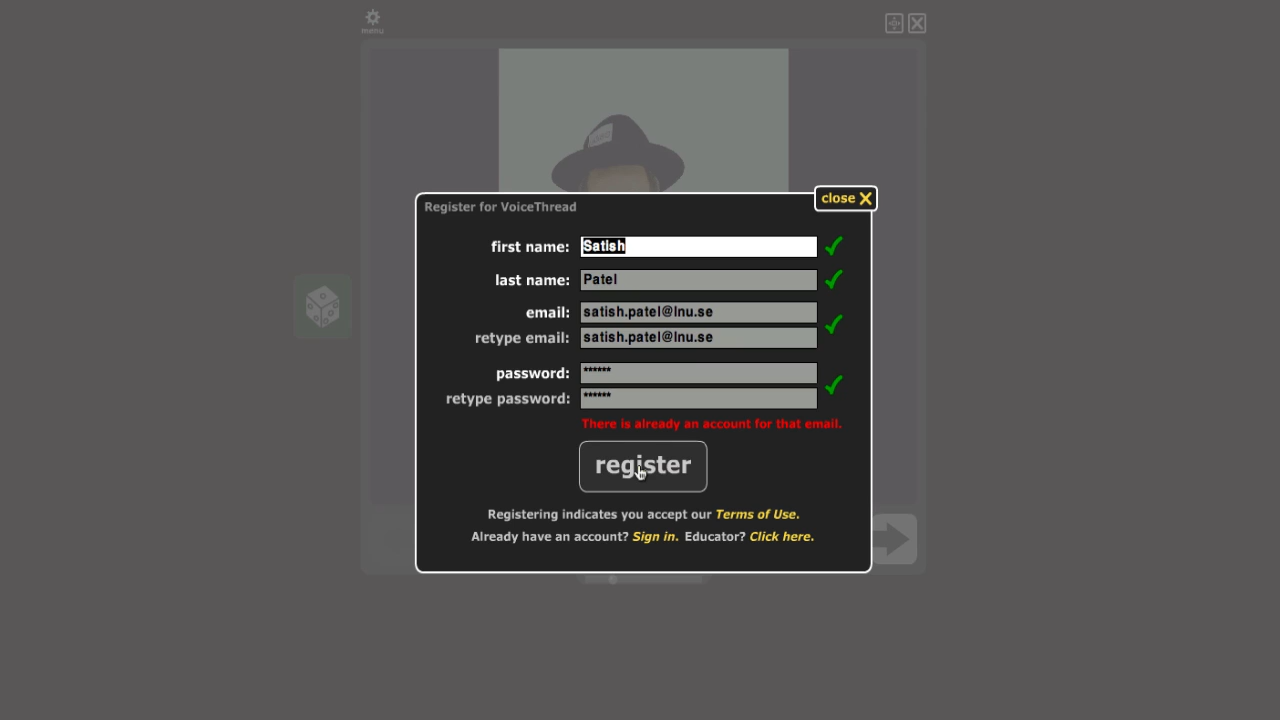 menu
close X
Register for VoiceThread
first name: Satish
last name: Patel
email: satish.patel@lnu.se
retype email: satish.patel@lnu.se
password: ******
retype password: ******
There is already an account for that email.
register
Registering indicates you accept our Terms of Use.
Already have an account? Sign in. Educator? Click here.